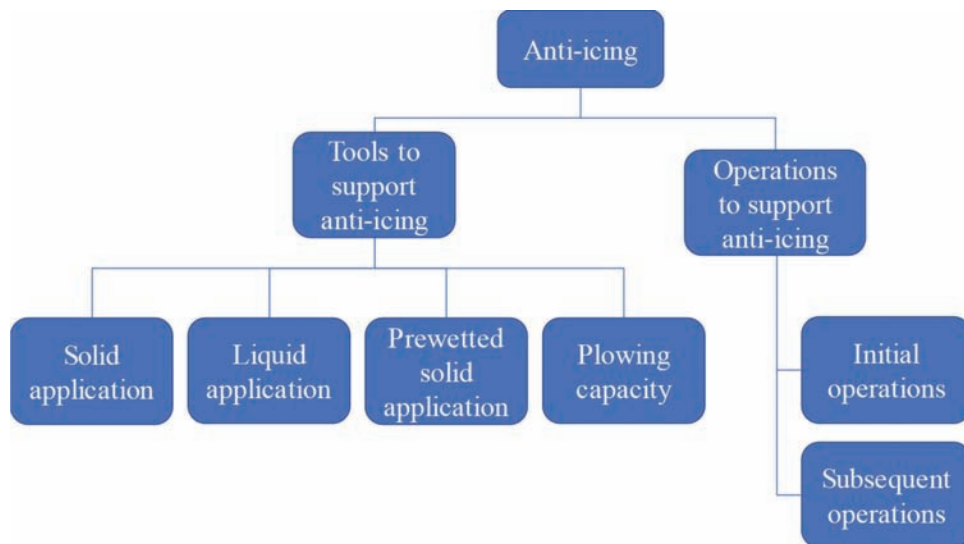 Anti-icing
Tools to
support
anti-icing
Operations
to support
anti-icing
Solid
application
Liquid
application
Prewetted
solid
application
Plowing
capacity
Initial
operations
Subsequent
operations